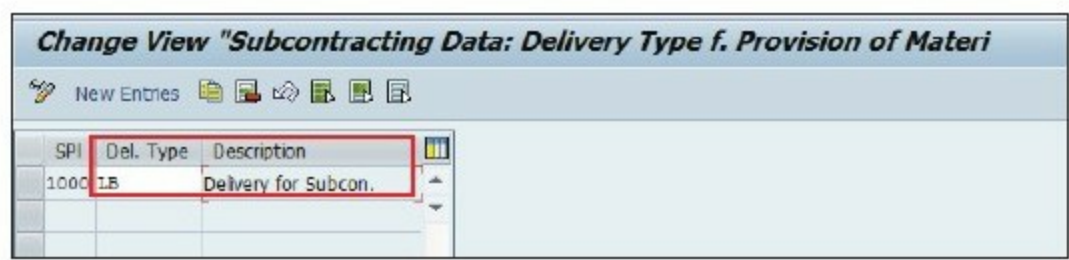 Change View "Subcontracting Data: Delivery Type f. Provision of Materi
New Entries
SPl Del. Type Description
1000 LB Delivery for Subcon.